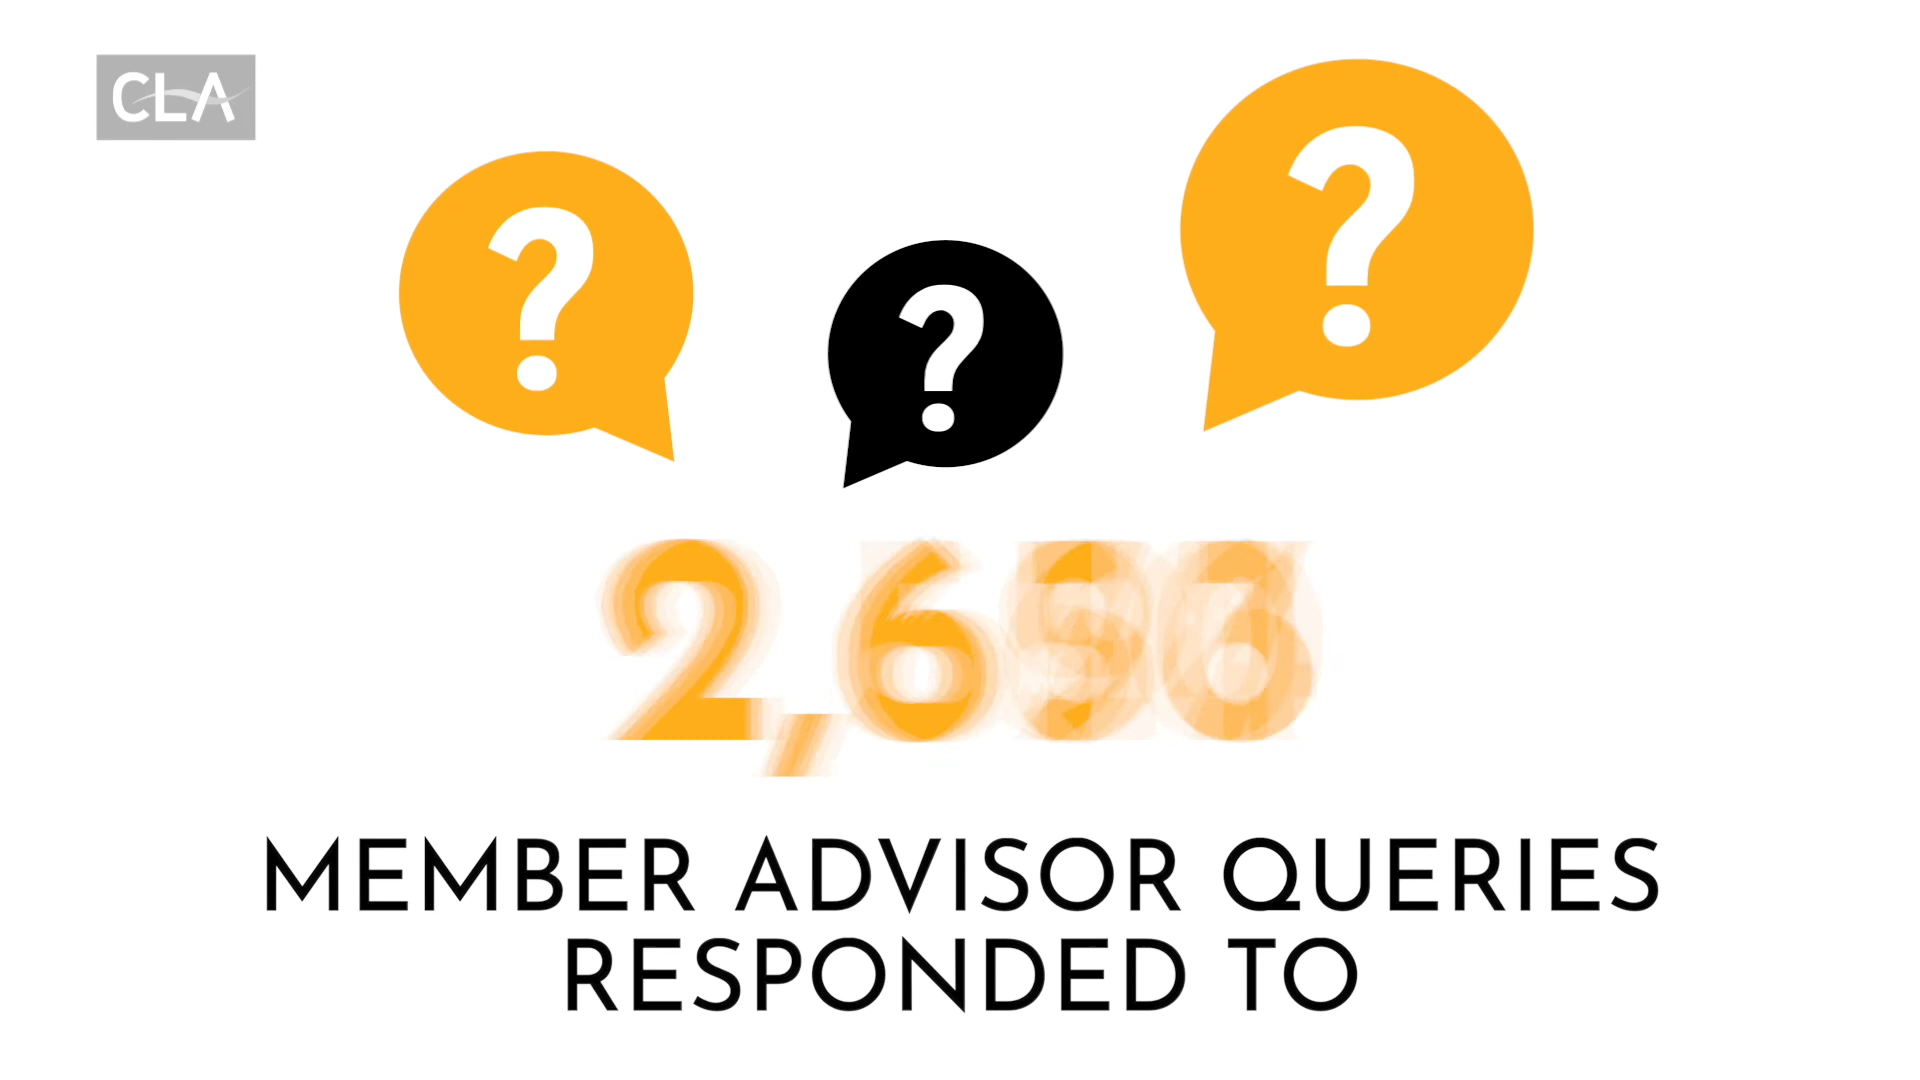 CLA
?
?
?
MEMBER ADVISOR QUERIES
RESPONDED TO